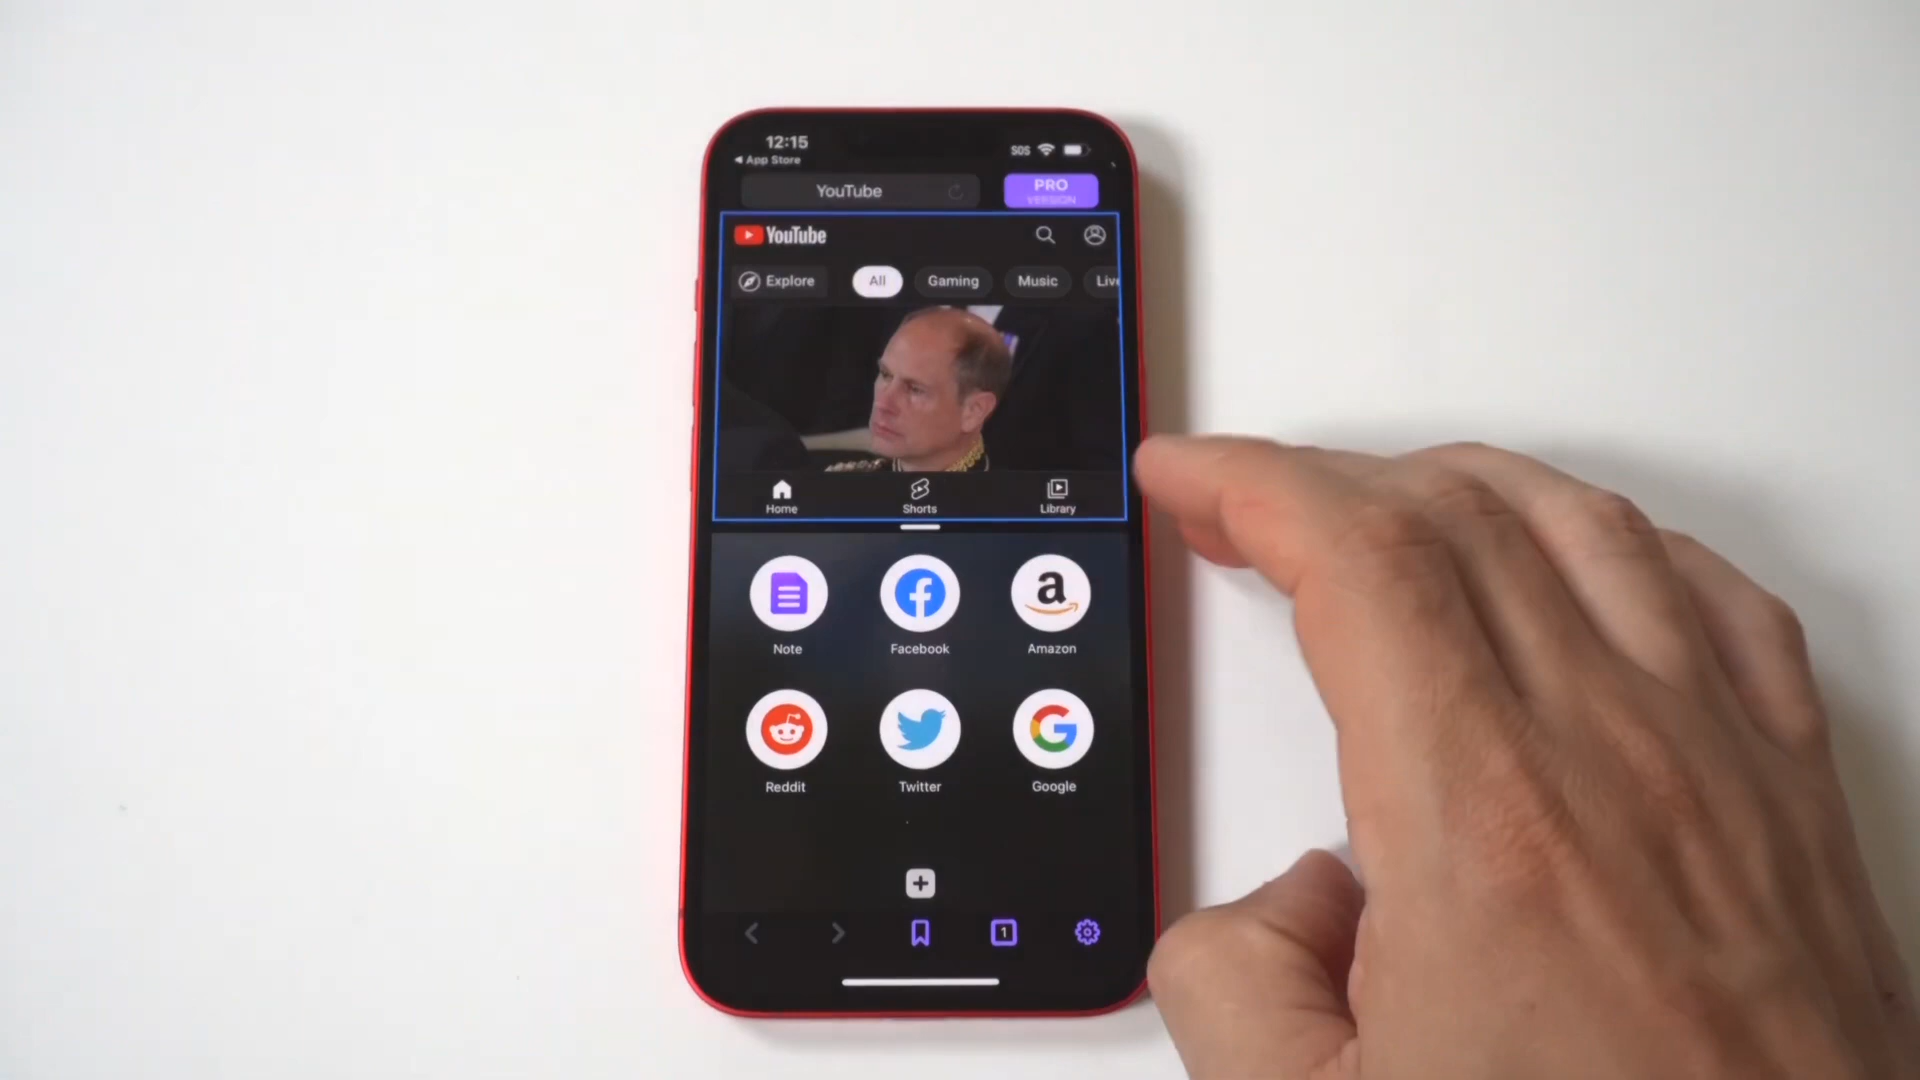 12:15
SOS
App Store
YouTube
PRO
VERSION
YouTube
Explore
All
Gaming
Music
Live
Home
Shorts
Library
Note
Facebook
a
Amazon
Reddit
Twitter
G
Google
1